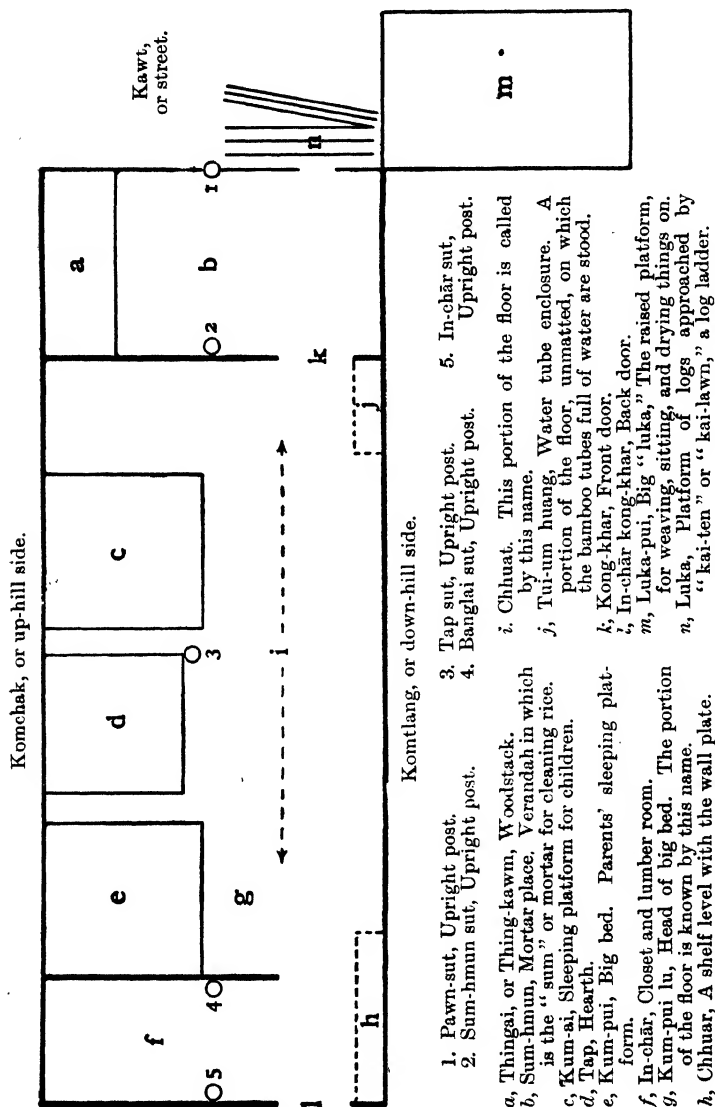 Komchak, or up-hill side.
Kawt,
or street.
f
e
d
c
a
b
n
m
1
2
3
4
5
g
i
h
j
k
l
Komtlang, or down-hill side.
1. Pawn-sut, Upright post.
2. Sum-hmun sut, Upright post.
3. Tap sut, Upright post.
4. Banglai sut, Upright post.
5. In-chār sut,
Upright post.
a, Thingai, or Thing-kawm, Woodstack.
b, Sum-hmun, Mortar place, Verandah in which
is the “sum” or mortar for cleaning rice.
c, Kum-ai, Sleeping platform for children.
d, Tap, Hearth.
e, Kum-pui, Big bed. Parents’ sleeping plat-
form.
f, In-chār, Closet and lumber room.
g, Kum-pui lu, Head of big bed. The portion
of the floor is known by this name.
h, Chhuar, A shelf level with the wall plate.
i. Chhuat. This portion of the floor is called
by this name.
j, Tui-um huang, Water tube enclosure. A
portion of the floor, unmatted, on which
the bamboo tubes full of water are stood.
k, Kong-khar, Front door.
l, In-chār kong-khar, Back door.
m, Luka-pui, Big “luka,” The raised platform,
for weaving, sitting, and drying things on.
n, Luka, Platform of logs approached by
“kai-ten” or “kai-lawn,” a log ladder.